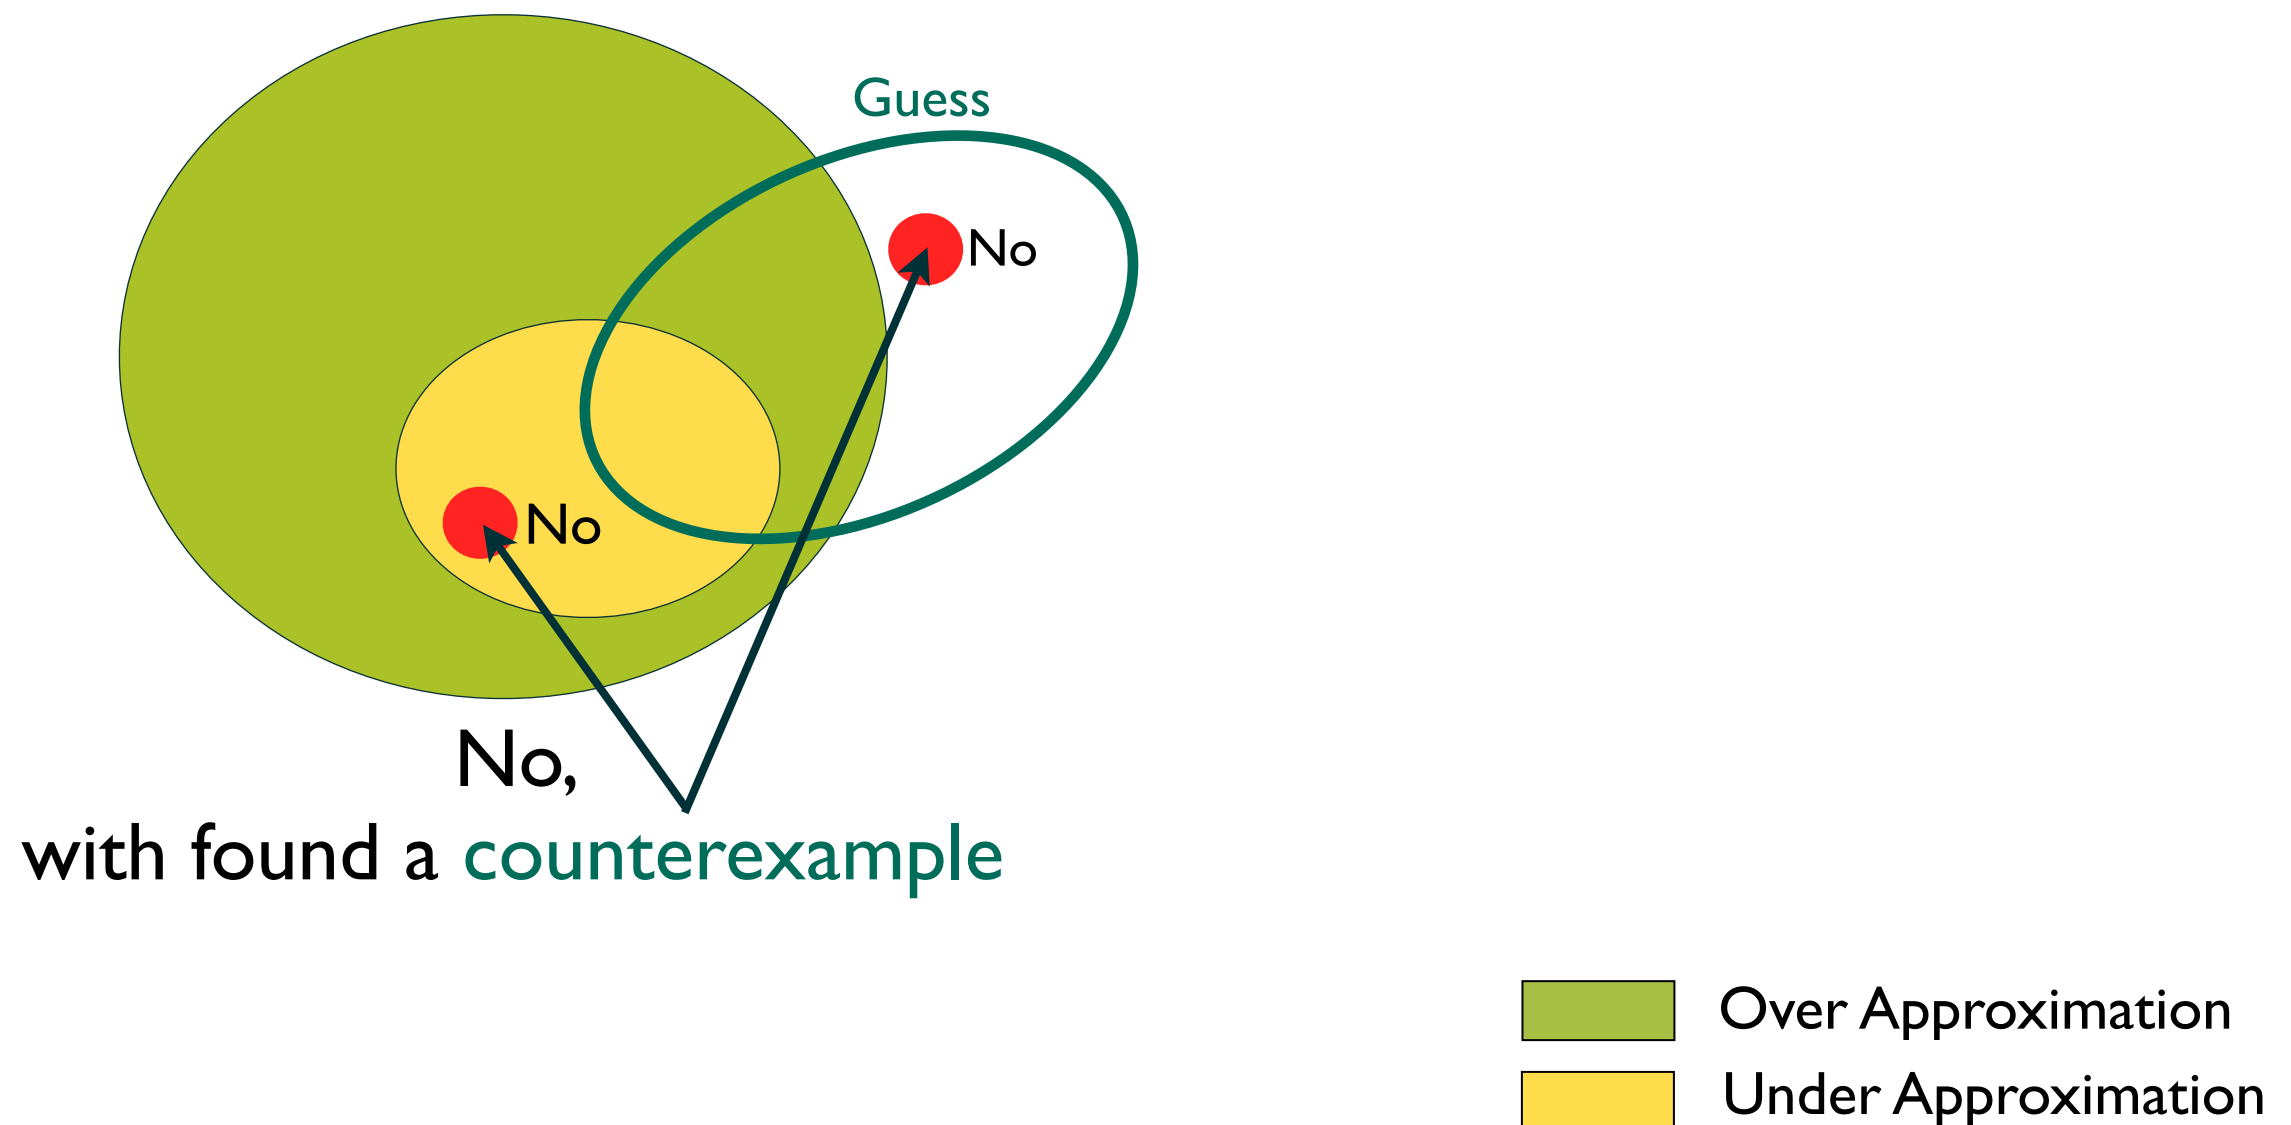 Guess
No
No
No,
with found a counterexample
Over Approximation
Under Approximation